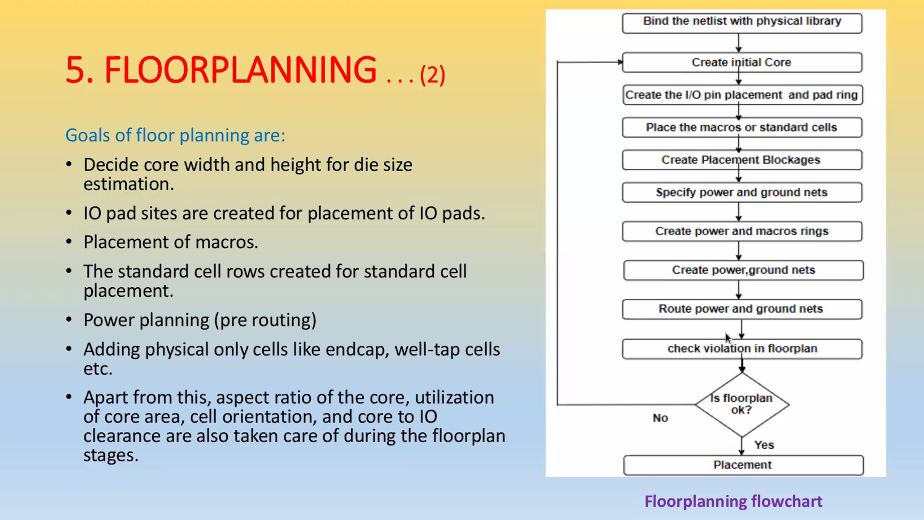 5. FLOORPLANNING . . . (2)
Goals of floor planning are:
• Decide core width and height for die size
estimation.
• IO pad sites are created for placement of IO pads.
• Placement of macros.
• The standard cell rows created for standard cell
placement.
• Power planning (pre routing)
• Adding physical only cells like endcap, well-tap cells
etc.
• Apart from this, aspect ratio of the core, utilization
of core area, cell orientation, and core to IO
clearance are also taken care of during the floorplan
stages.
Bind the netlist with physical library
Create initial Core
Create the I/O pin placement and pad ring
Place the macros or standard cells
Create Placement Blockages
Specify power and ground nets
Create power and macros rings
Create power,ground nets
Route power and ground nets
check violation in floorplan
Is floorplan
ok?
No
Yes
Placement
Floorplanning flowchart